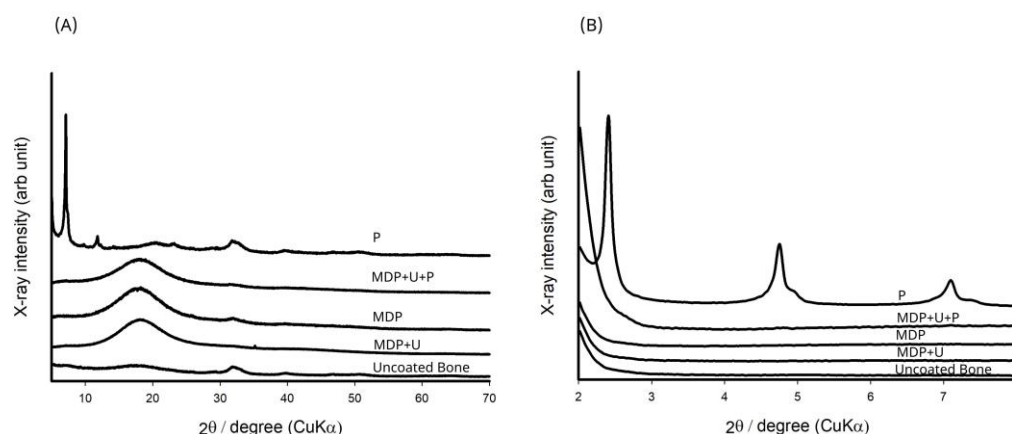 (A)
X-ray intensity (arb unit)
P
MDP+U+P
MDP
MDP+U
Uncoated Bone
10 20 30 40 50 60 70
2θ / degree (CuKα)
(B)
X-ray intensity (arb unit)
P
MDP+U+P
MDP
MDP+U
Uncoated Bone
2 3 4 5 6 7
2θ / degree (CuKα)